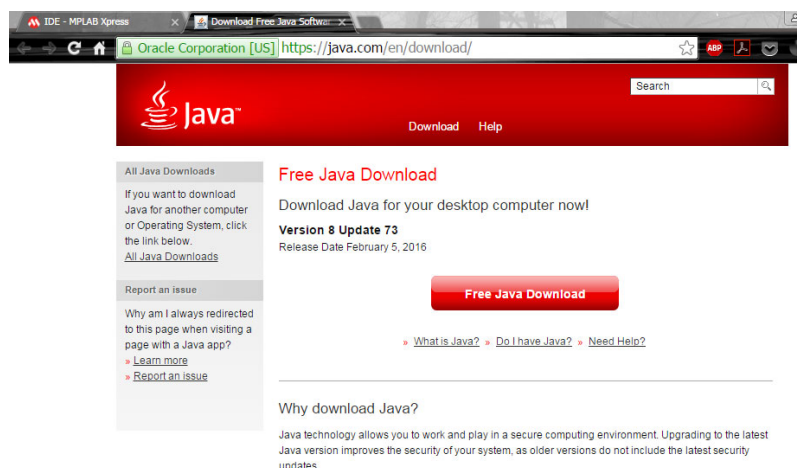 IDE - MPLAB Xpress
Download Free Java Softwar
Oracle Corporation [US] https://java.com/en/download/
ABP
Search
Java™
Download Help
All Java Downloads
If you want to download
Java for another computer
or Operating System, click
the link below.
All Java Downloads
Report an issue
Why am I always redirected
to this page when visiting a
page with a Java app?
» Learn more
» Report an issue
Free Java Download
Download Java for your desktop computer now!
Version 8 Update 73
Release Date February 5, 2016
Free Java Download
» What is Java? » Do I have Java? » Need Help?
Why download Java?
Java technology allows you to work and play in a secure computing environment. Upgrading to the latest
Java version improves the security of your system, as older versions do not include the latest security
updates.